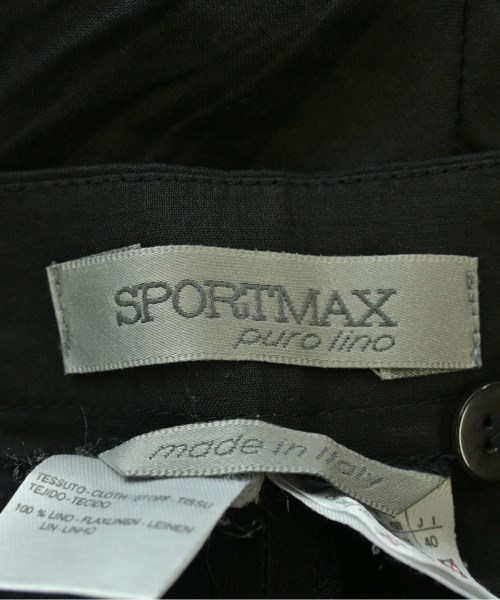 SPORTMAX
puro lino
made in Italy
TESSUTO-CLOTH-STOFF-TISSU
TEJIDO-TECIDO
100 % LINO-FLAX/LINEN-LEINEN
LIN-LINHO
J I
40